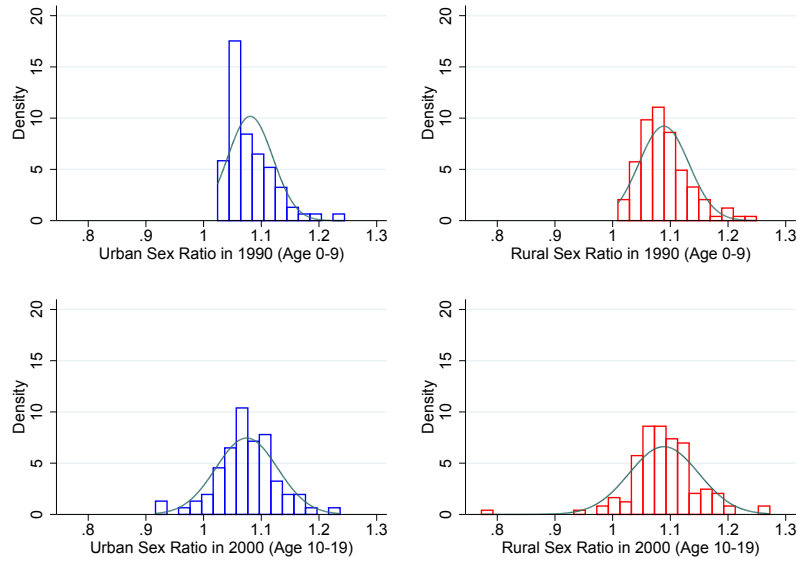 20
15
10
5
0
Density
.8 .9 1 1.1 1.2 1.3
Urban Sex Ratio in 1990 (Age 0-9)
20
15
10
5
0
Density
.8 .9 1 1.1 1.2 1.3
Rural Sex Ratio in 1990 (Age 0-9)
20
15
10
5
0
Density
.8 .9 1 1.1 1.2 1.3
Urban Sex Ratio in 2000 (Age 10-19)
20
15
10
5
0
Density
.8 .9 1 1.1 1.2 1.3
Rural Sex Ratio in 2000 (Age 10-19)